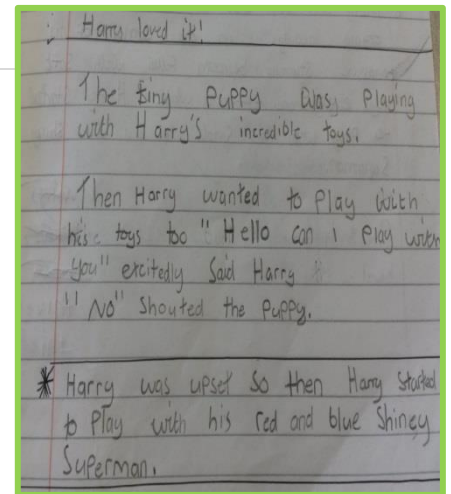 Harry loved it!
The tiny puppy was playing
with Harry's incredible toys.
Then Harry wanted to play with
his toys too "Hello can i play with
you" excitedly said Harry
"No" shouted the puppy.
* Harry was upset so then Harry started
to play with his red and blue shiney
Superman.